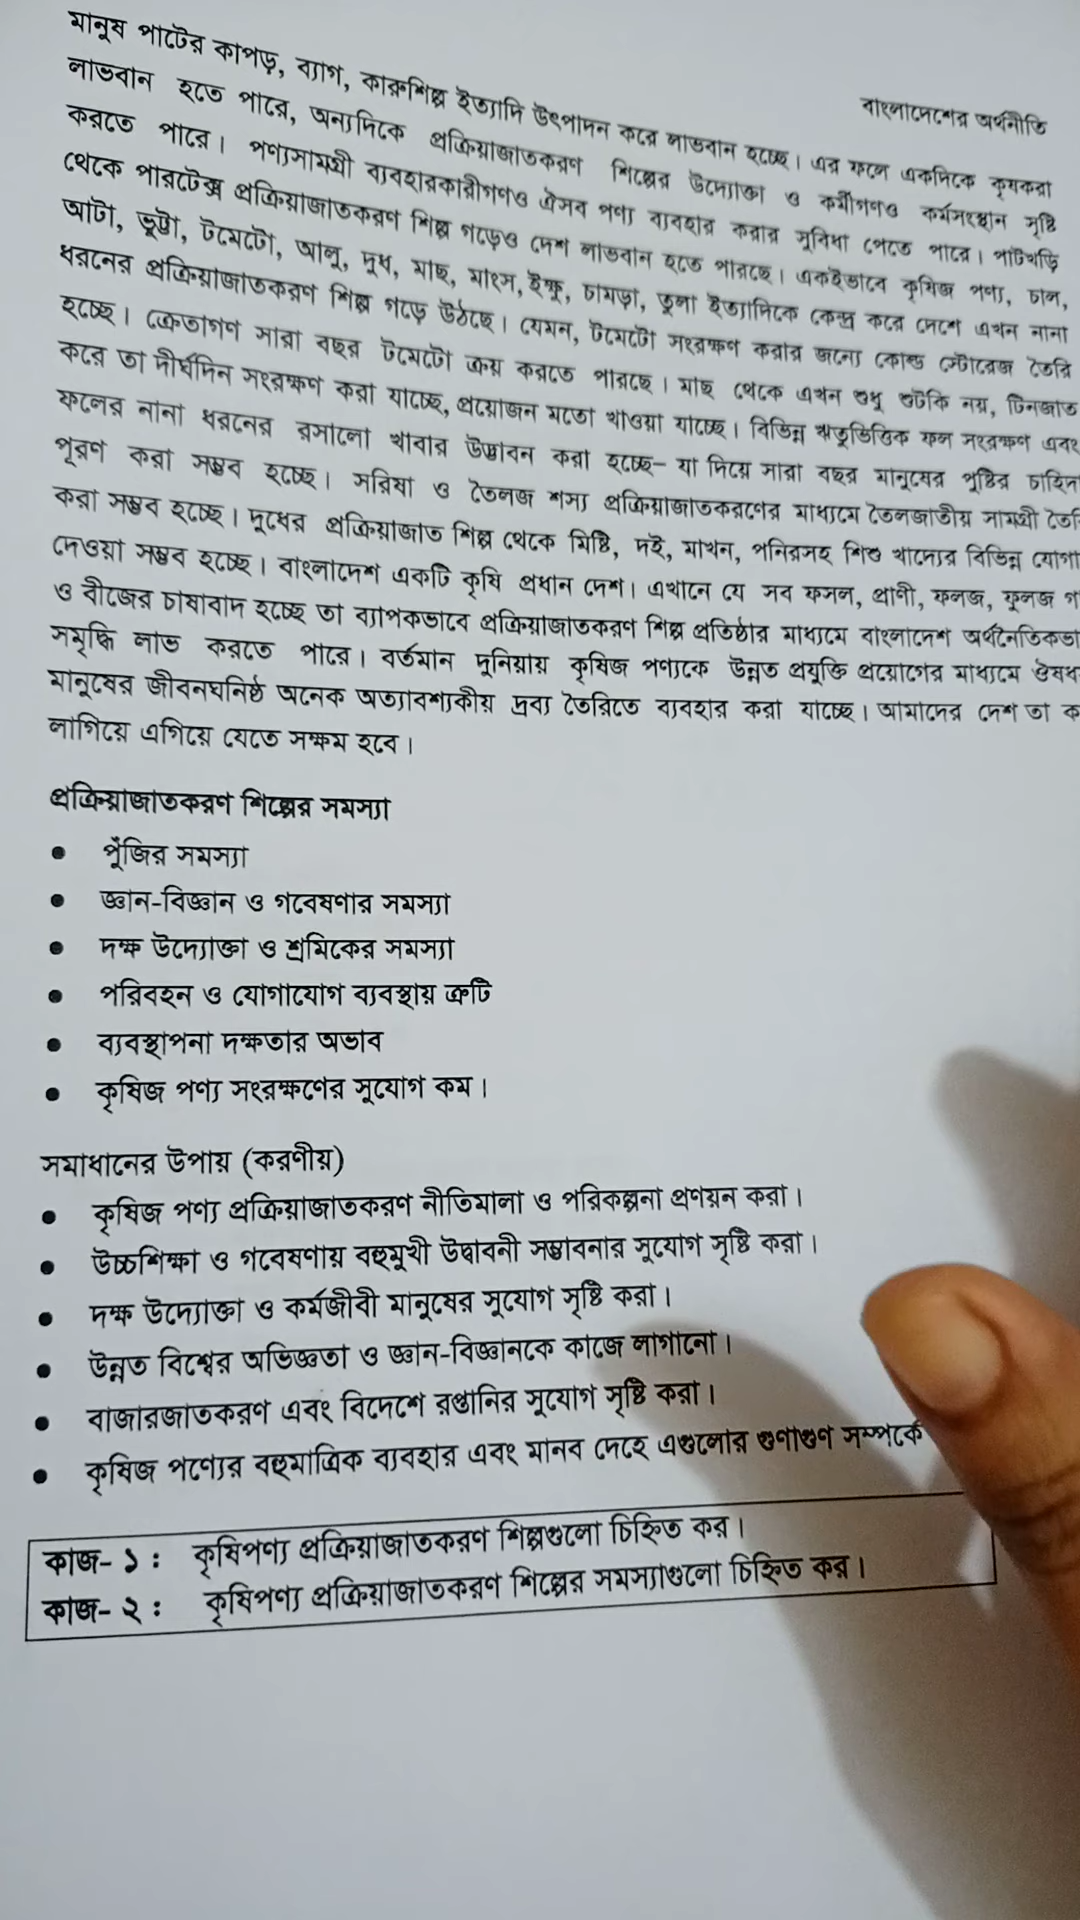 বাংলাদেশের অর্থনীতি
মানুষ পাটের কাপড়, ব্যাগ, কারুশিল্প ইত্যাদি উৎপাদন করে লাভবান হচ্ছে। এর ফলে একদিকে কৃষকরা
লাভবান হতে পারে, অন্যদিকে প্রক্রিয়াজাতকরণ শিল্পের উদ্যোক্তা ও কর্মীগণও কর্মসংস্থান সৃষ্টি
করতে পারে। পণ্যসামগ্রী ব্যবহারকারীগণও ঐসব পণ্য ব্যবহার করার সুবিধা পেতে পারে। পাটখড়ি
থেকে পারটেক্স প্রক্রিয়াজাতকরণ শিল্প গড়েও দেশ লাভবান হতে পারছে। একইভাবে কৃষিজ পণ্য, চাল,
আটা, ভুট্টা, টমেটো, আলু, দুধ, মাছ, মাংস, ইক্ষু, চামড়া, তুলা ইত্যাদিকে কেন্দ্র করে দেশে এখন নানা
ধরনের প্রক্রিয়াজাতকরণ শিল্প গড়ে উঠছে। যেমন, টমেটো সংরক্ষণ করার জন্যে কোল্ড স্টোরেজ তৈরি
হচ্ছে। ক্রেতাগণ সারা বছর টমেটো ক্রয় করতে পারছে। মাছ থেকে এখন শুধু শুটকি নয়, টিনজাত
করে তা দীর্ঘদিন সংরক্ষণ করা যাচ্ছে, প্রয়োজন মতো খাওয়া যাচ্ছে। বিভিন্ন ঋতুভিত্তিক ফল সংরক্ষণ এবং
ফলের নানা ধরনের রসালো খাবার উদ্ভাবন করা হচ্ছে– যা দিয়ে সারা বছর মানুষের পুষ্টির চাহিদা
পূরণ করা সম্ভব হচ্ছে। সরিষা ও তৈলজ শস্য প্রক্রিয়াজাতকরণের মাধ্যমে তৈলজাতীয় সামগ্রী তৈরি
করা সম্ভব হচ্ছে। দুধের প্রক্রিয়াজাত শিল্প থেকে মিষ্টি, দই, মাখন, পনিরসহ শিশু খাদ্যের বিভিন্ন যোগা
দেওয়া সম্ভব হচ্ছে। বাংলাদেশ একটি কৃষি প্রধান দেশ। এখানে যে সব ফসল, প্রাণী, ফলজ, ফুলজ গ
ও বীজের চাষাবাদ হচ্ছে তা ব্যাপকভাবে প্রক্রিয়াজাতকরণ শিল্প প্রতিষ্ঠার মাধ্যমে বাংলাদেশ অর্থনৈতিকভা
সমৃদ্ধি লাভ করতে পারে। বর্তমান দুনিয়ায় কৃষিজ পণ্যকে উন্নত প্রযুক্তি প্রয়োগের মাধ্যমে ঔষধ
মানুষের জীবনঘনিষ্ঠ অনেক অত্যাবশ্যকীয় দ্রব্য তৈরিতে ব্যবহার করা যাচ্ছে। আমাদের দেশ তা ক
লাগিয়ে এগিয়ে যেতে সক্ষম হবে।
প্রক্রিয়াজাতকরণ শিল্পের সমস্যা
• পুঁজির সমস্যা
• জ্ঞান-বিজ্ঞান ও গবেষণার সমস্যা
• দক্ষ উদ্যোক্তা ও শ্রমিকের সমস্যা
• পরিবহন ও যোগাযোগ ব্যবস্থায় ত্রুটি
• ব্যবস্থাপনা দক্ষতার অভাব
• কৃষিজ পণ্য সংরক্ষণের সুযোগ কম।
সমাধানের উপায় (করণীয়)
• কৃষিজ পণ্য প্রক্রিয়াজাতকরণ নীতিমালা ও পরিকল্পনা প্রণয়ন করা।
• উচ্চশিক্ষা ও গবেষণায় বহুমুখী উদ্ভাবনী সম্ভাবনার সুযোগ সৃষ্টি করা।
• দক্ষ উদ্যোক্তা ও কর্মজীবী মানুষের সুযোগ সৃষ্টি করা।
• উন্নত বিশ্বের অভিজ্ঞতা ও জ্ঞান-বিজ্ঞানকে কাজে লাগানো।
• বাজারজাতকরণ এবং বিদেশে রপ্তানির সুযোগ সৃষ্টি করা।
• কৃষিজ পণ্যের বহুমাত্রিক ব্যবহার এবং মানব দেহে এগুলোর গুণাগুণ সম্পর্কে
কাজ- ১ : কৃষিপণ্য প্রক্রিয়াজাতকরণ শিল্পগুলো চিহ্নিত কর।
কাজ- ২ : কৃষিপণ্য প্রক্রিয়াজাতকরণ শিল্পের সমস্যাগুলো চিহ্নিত কর।